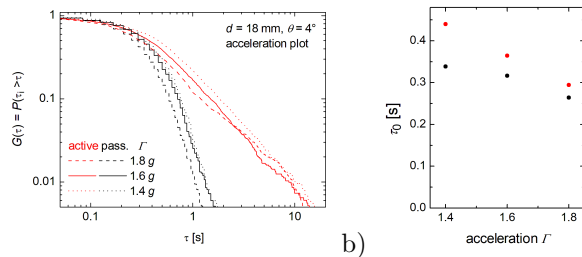 d = 18 mm, θ = 4°
acceleration plot
G(τ) = P(τᵢ >τ)
1
0.1
0.01
active pass. Γ
1.8 g
1.6 g
1.4 g
0.1 1 10
τ [s]
b)
τ₀ [s]
0.4
0.3
0.2
0.1
0.0
1.4 1.6 1.8
acceleration Γ